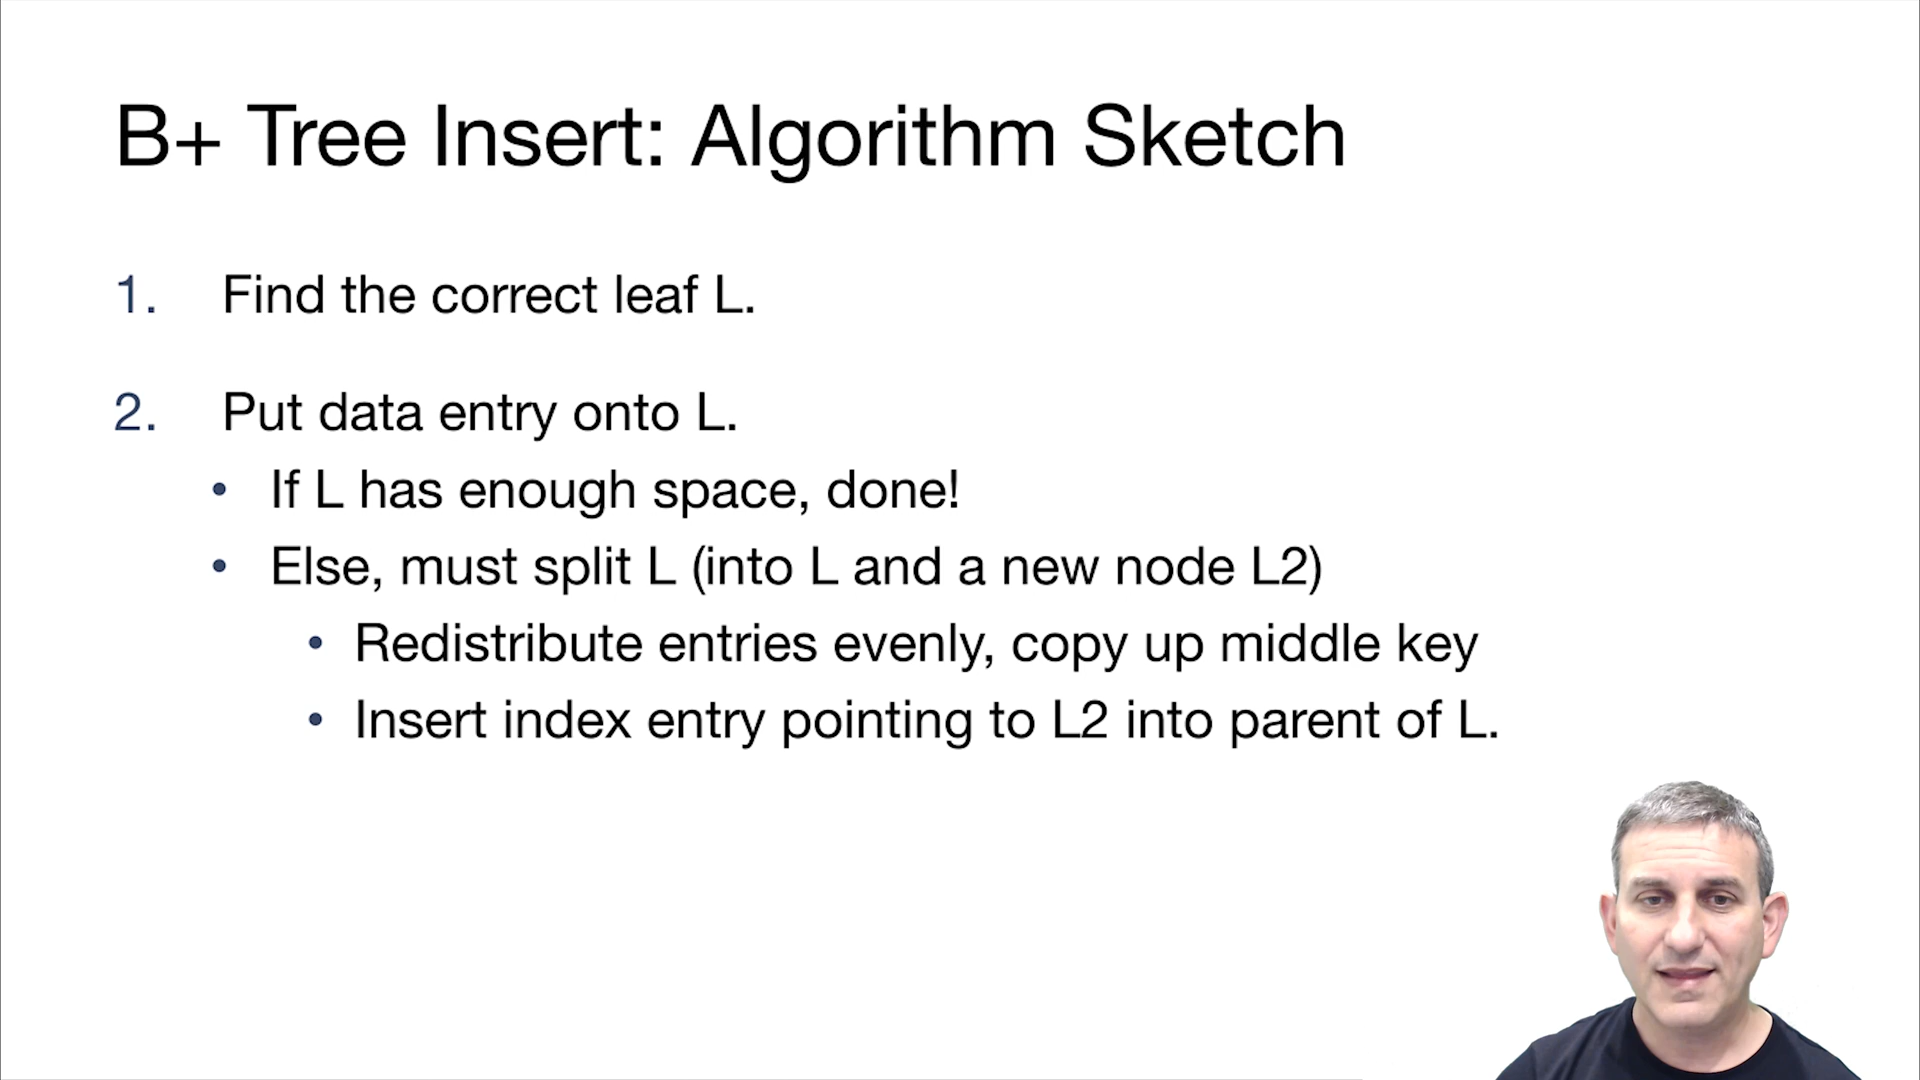 B+ Tree Insert: Algorithm Sketch
1. Find the correct leaf L.
2. Put data entry onto L.
• If L has enough space, done!
• Else, must split L (into L and a new node L2)
• Redistribute entries evenly, copy up middle key
• Insert index entry pointing to L2 into parent of L.